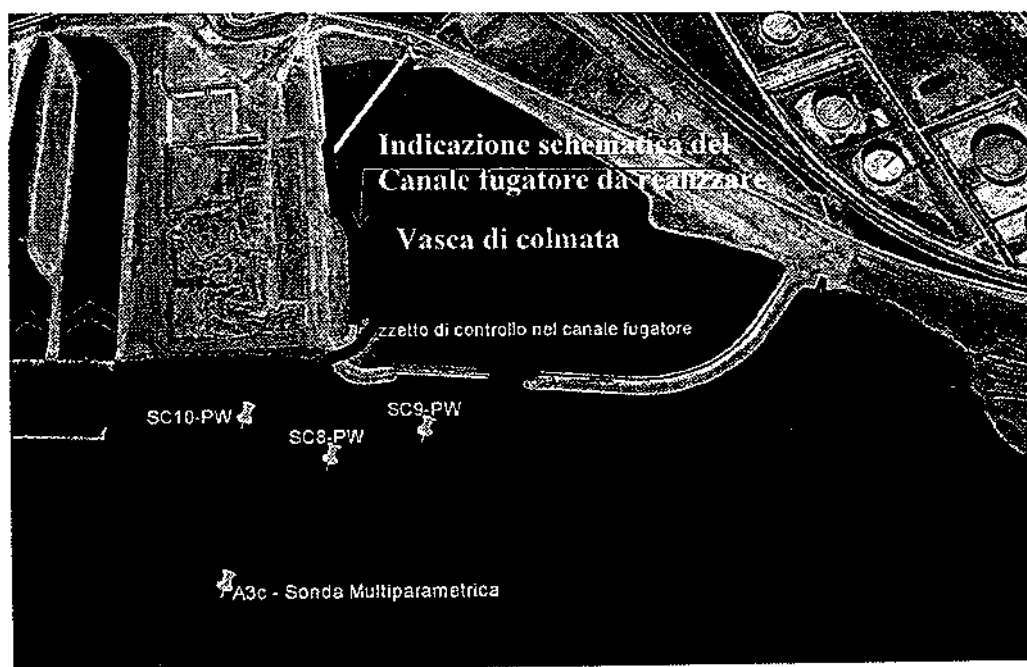 Indicazione schematica del
Canale fugatore da realizzare
Vasca di colmata
zzetto di controllo nel canale fugatore
SC10-PW
SC9-PW
SC8-PW
A3c - Sonda Multiparametrica